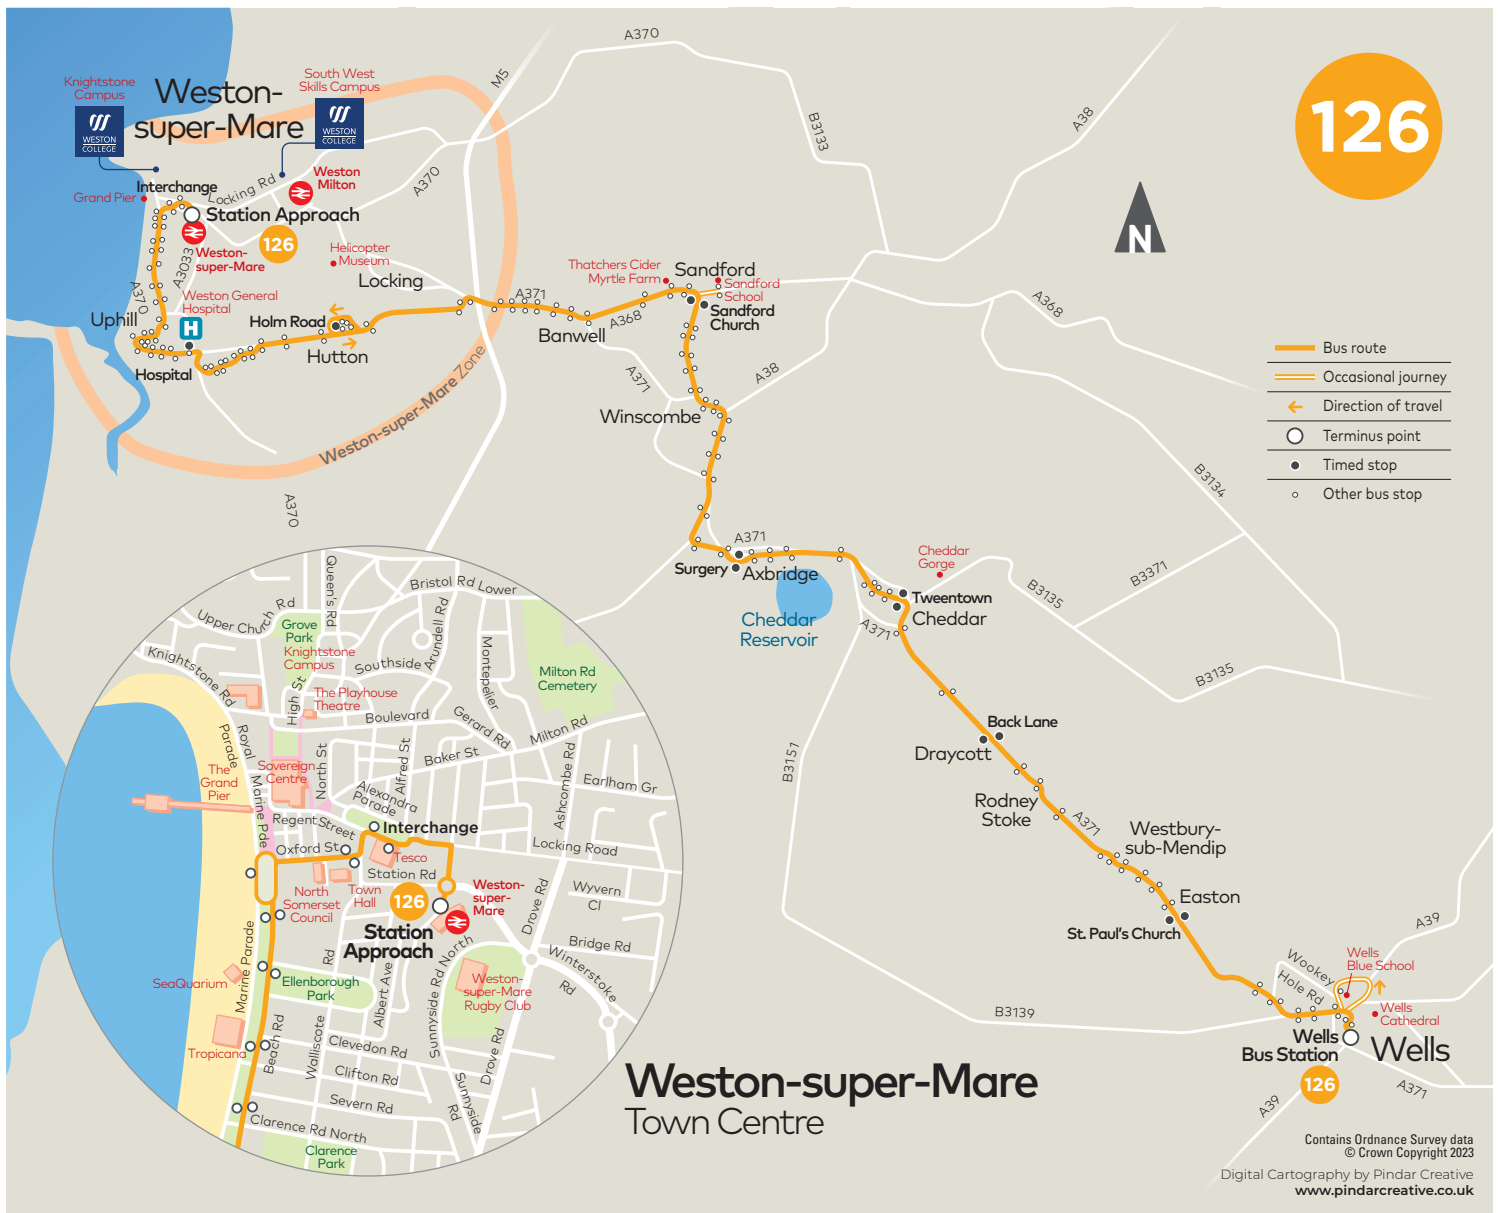 126
N
Weston-
super-Mare
Knightstone
Campus
WESTON
COLLEGE
South West
Skills Campus
WESTON
COLLEGE
Interchange
Grand Pier
Locking Rd
Weston
Milton
Station Approach
126
Weston-
super-Mare
A3033
A370
A370
Helicopter
Museum
Locking
Weston General
Hospital
H
Uphill
Holm Road
Hutton
Hospital
Weston-super-Mare Zone
A370
M5
A370
B3133
A38
A371
Banwell
A368
Thatchers Cider
Myrtle Farm
Sandford
Sandford
School
Sandford
Church
A371
A38
A368
Winscombe
B3134
A371
Surgery
Axbridge
Cheddar
Reservoir
Cheddar
Gorge
Tweentown
Cheddar
A371
B3135
B3371
B3135
B3151
Back Lane
Draycott
Rodney
Stoke
A371
Westbury-
sub-Mendip
Easton
St. Paul's Church
A39
Wookey
Hole Rd
Wells
Blue School
Wells
Cathedral
B3139
Wells
Bus Station
Wells
126
A371
A39
Bus route
Occasional journey
Direction of travel
Terminus point
Timed stop
Other bus stop
Queen's Rd
Bristol Rd Lower
Upper Church Rd
Grove
Park
Knightstone
Campus
Arundell Rd
Southside
Montepelier
Knightstone Rd
Milton Rd
Cemetery
High St
The Playhouse
Theatre
Boulevard
Gerard Rd
Milton Rd
Royal
Parade
Sovereign
Centre
North St
Alfred St
Baker St
Ashcombe Rd
Earlham Gr
The
Grand
Pier
Marine Pde
Alexandra
Parade
Regent Street
Interchange
Oxford St
Tesco
Locking Road
Station Rd
North
Somerset
Council
Town
Hall
126
Weston-
super-
Mare
Station
Approach
Wyvern
Cl
Drove Rd
Bridge Rd
Winterstoke
Rd
Marine Parade
SeaQuarium
Ellenborough
Park
Rd
Walliscote
Albert Ave
Sunnyside Rd North
Weston-
super-Mare
Rugby Club
Tropicana
Beach Rd
Clevedon Rd
Clifton Rd
Severn Rd
Clarence Rd North
Sunnyside
Rd
Drove Rd
Clarence
Park
Weston-super-Mare
Town Centre
Contains Ordnance Survey data
© Crown Copyright 2023
Digital Cartography by Pindar Creative
www.pindarcreative.co.uk